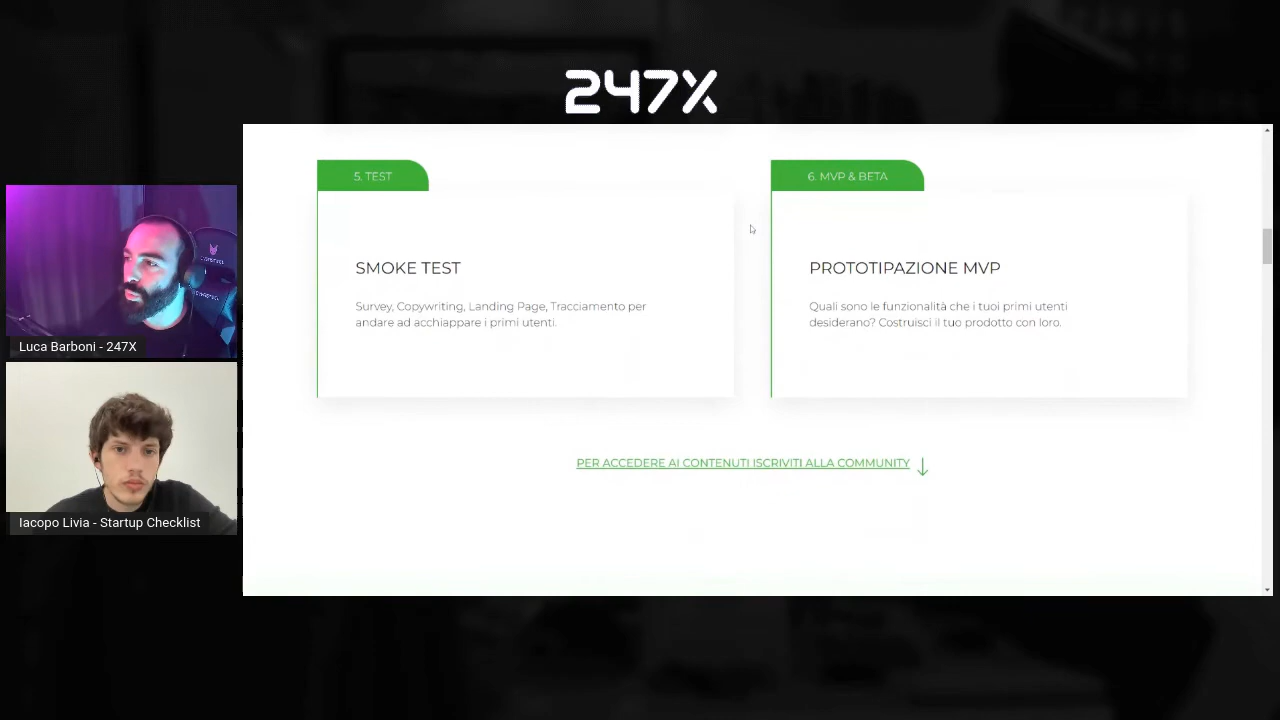 247X
5. TEST
6. MVP & BETA
SMOKE TEST
PROTOTIPAZIONE MVP
Survey, Copywriting, Landing Page, Tracciamento per
andare ad acchiappare i primi utenti.
Quali sono le funzionalità che i tuoi primi utenti
desiderano? Costruisci il tuo prodotto con loro.
Luca Barboni - 247X
PER ACCEDERE AI CONTENUTI ISCRIVITI ALLA COMMUNITY
Iacopo Livia - Startup Checklist